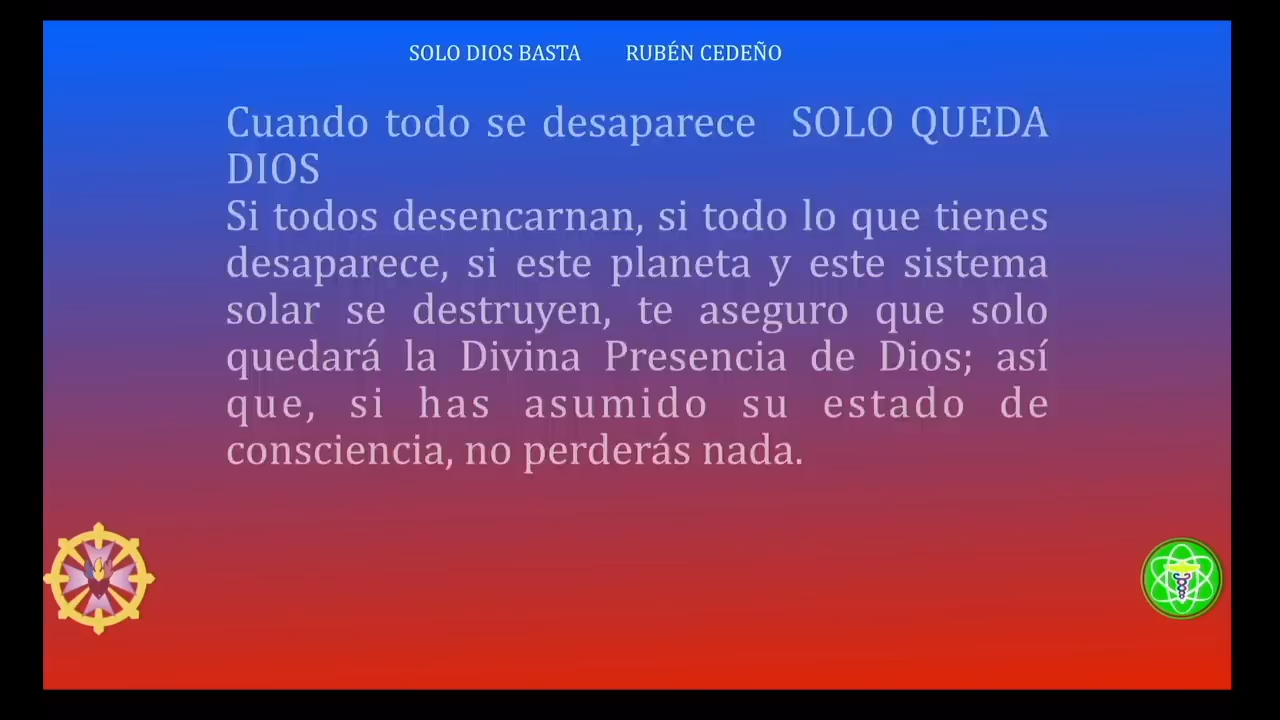 SOLO DIOS BASTA RUBÉN CEDEÑO
Cuando todo se desaparece SOLO QUEDA
DIOS
Si todos desencarnan, si todo lo que tienes
desaparece, si este planeta y este sistema
solar se destruyen, te aseguro que solo
quedará la Divina Presencia de Dios; así
que, si has asumido su estado de
consciencia, no perderás nada.